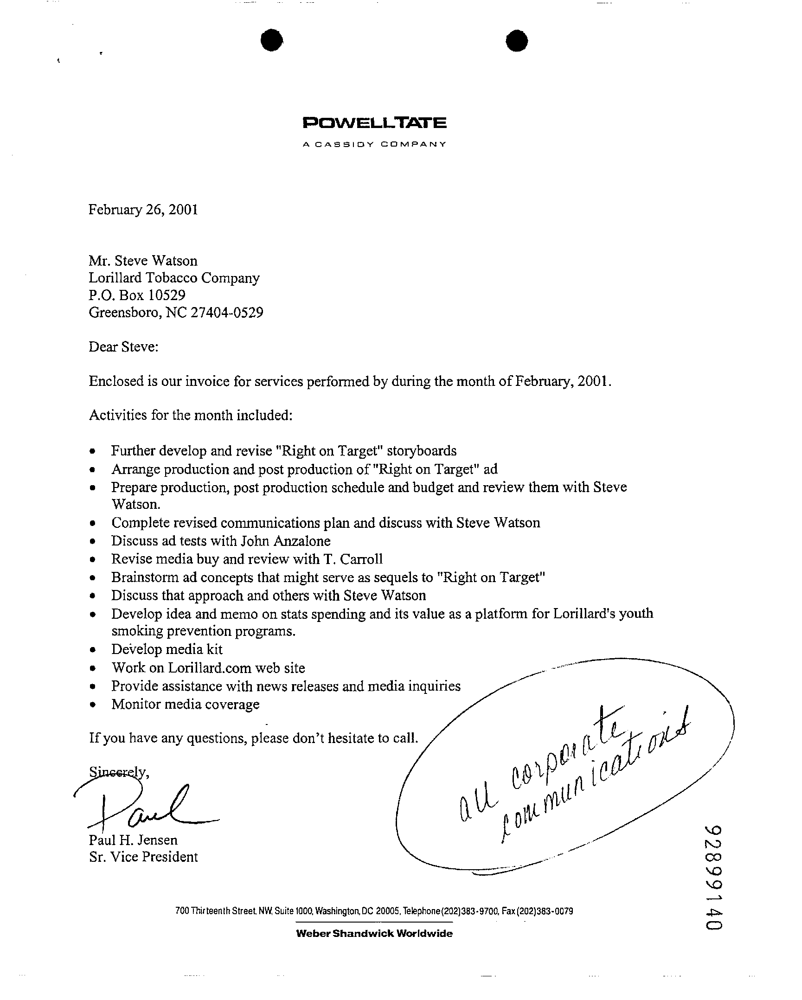 POWELLTATE
A CASSIDY COMPANY
February 26, 2001
Mr. Steve Watson
Lorillard Tobacco Company
P.O. Box 10529
Greensboro, NC 27404-0529
Dear Steve:
Enclosed is our invoice for services performed by during the month of February, 2001.
Activities for the month included:
• Further develop and revise "Right on Target" storyboards
• Arrange production and post production of "Right on Target" ad
• Prepare production, post production schedule and budget and review them with Steve
Watson.
• Complete revised communications plan and discuss with Steve Watson
• Discuss ad tests with John Anzalone
• Revise media buy and review with T. Carroll
• Brainstorm ad concepts that might serve as sequels to "Right on Target"
• Discuss that approach and others with Steve Watson
• Develop idea and memo on stats spending and its value as a platform for Lorillard's youth
smoking prevention programs.
• Develop media kit
• Work on Lorillard.com web site
• Provide assistance with news releases and media inquiries
• Monitor media coverage
If you have any questions, please don't hesitate to call.
all corporate
communications
Sincerely,
Paul
Paul H. Jensen
Sr. Vice President
92899140
700 Thirteenth Street, NW, Suite 1000, Washington, DC 20005, Telephone (202)383-9700, Fax (202)383-0079
Weber Shandwick Worldwide